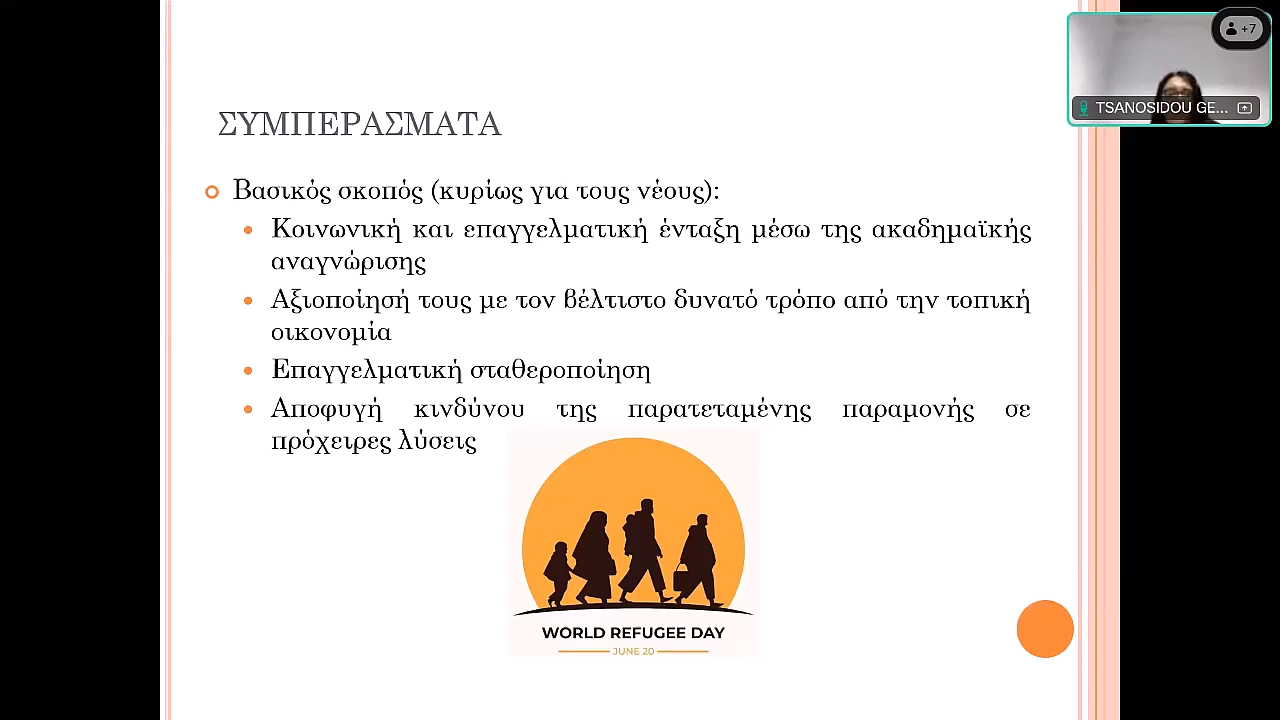 +7
TSANOSIDOU GE...
ΣΥΜΠΕΡΑΣΜΑΤΑ
Βασικός σκοπός (κυρίως για τους νέους):
Κοινωνική και επαγγελματική ένταξη μέσω της ακαδημαϊκής
αναγνώρισης
Αξιοποίησή τους με τον βέλτιστο δυνατό τρόπο από την τοπική
οικονομία
Επαγγελματική σταθεροποίηση
Αποφυγή κινδύνου της παρατεταμένης παραμονής σε
πρόχειρες λύσεις
WORLD REFUGEE DAY
JUNE 20